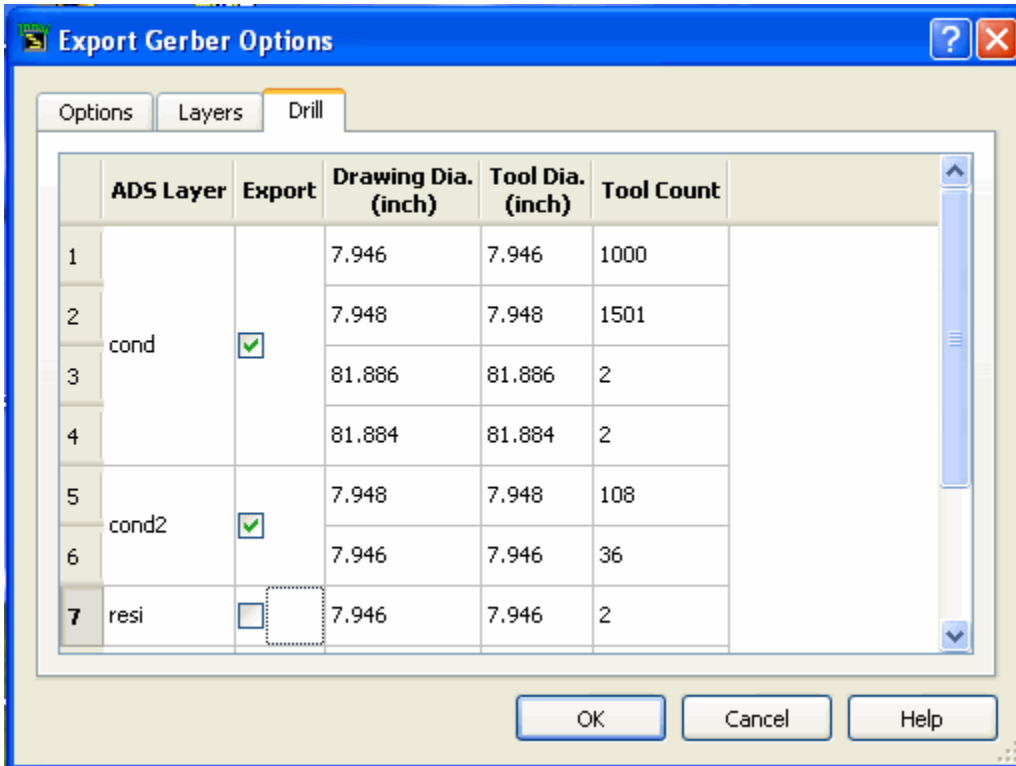 Export Gerber Options
Options Layers Drill
ADS Layer Export Drawing Dia. (inch) Tool Dia. (inch) Tool Count
1 cond 7.946 7.946 1000
2 7.948 7.948 1501
3 81.886 81.886 2
4 81.884 81.884 2
5 cond2 7.948 7.948 108
6 7.946 7.946 36
7 resi 7.946 7.946 2
OK Cancel Help